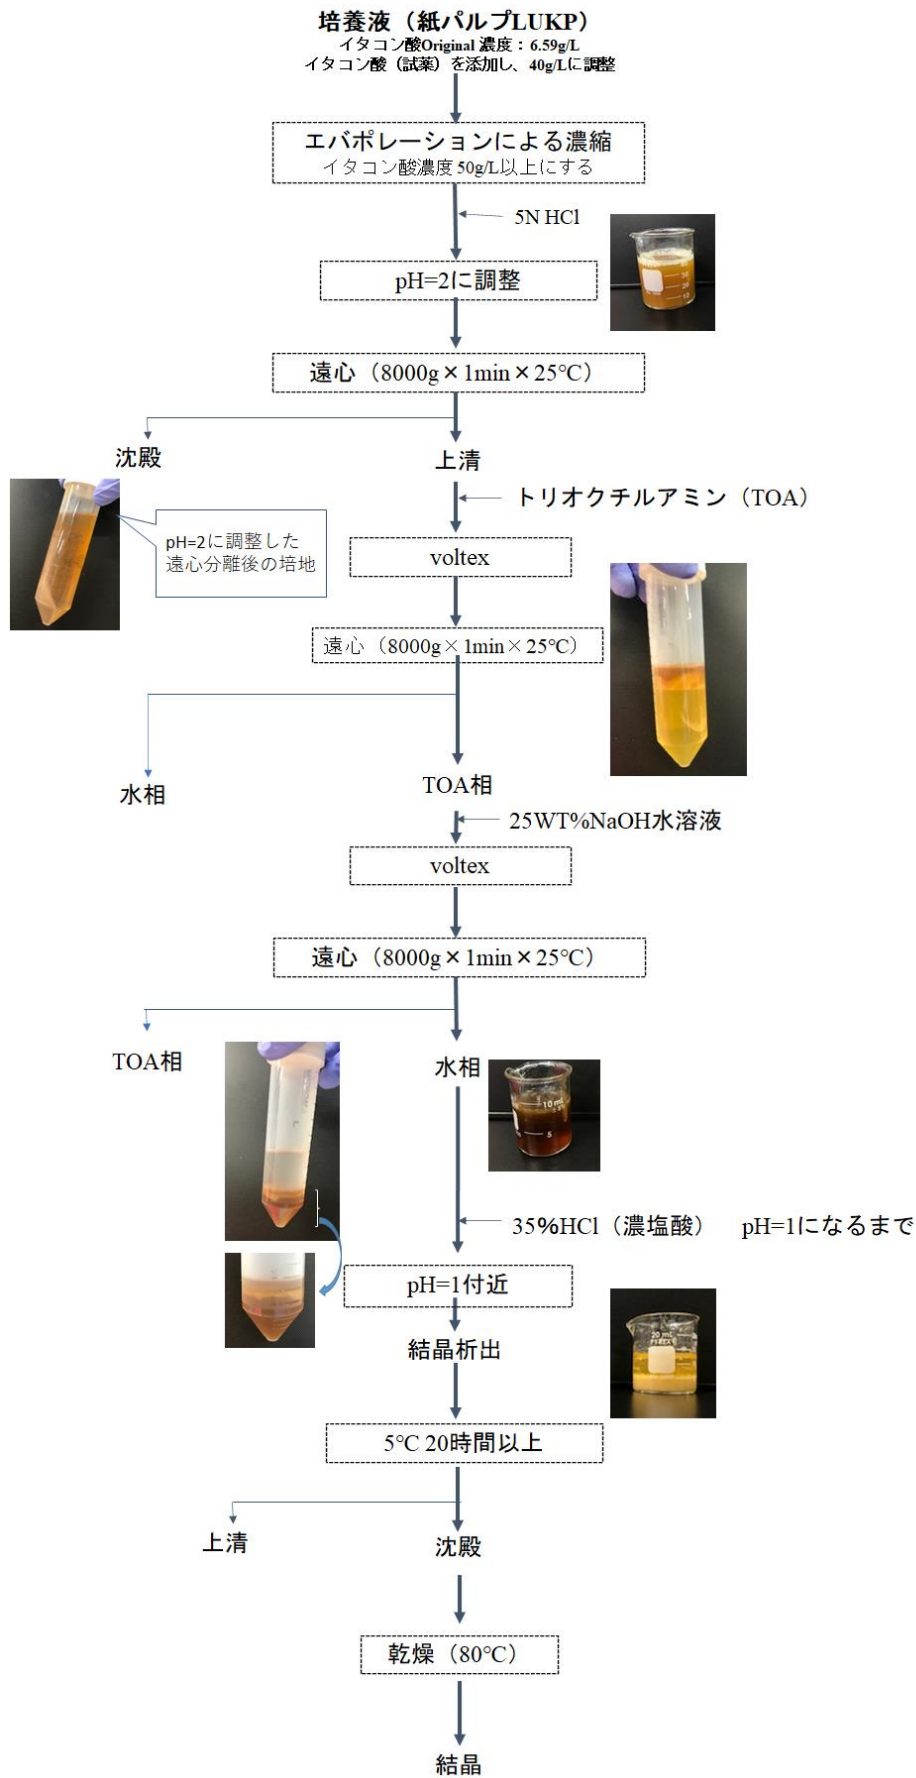 培養液（紙パルプLUKP）
イタコン酸Original 濃度：6.59g/L
イタコン酸（試薬）を添加し、40g/Lに調整
エバポレーションによる濃縮
イタコン酸濃度 50g/L以上にする
5N HCl
pH=2に調整
30
20
10
遠心（8000g×1min×25℃）
沈殿
上清
トリオクチルアミン（TOA）
pH=2に調整した
遠心分離後の培地
voltex
遠心（8000g×1min×25℃）
水相
TOA相
25WT%NaOH水溶液
voltex
遠心（8000g×1min×25℃）
TOA相
水相
10 mL
5
35%HCl（濃塩酸）　pH=1になるまで
pH=1付近
結晶析出
20 mL
5℃ 20時間以上
上清
沈殿
乾燥（80℃）
結晶